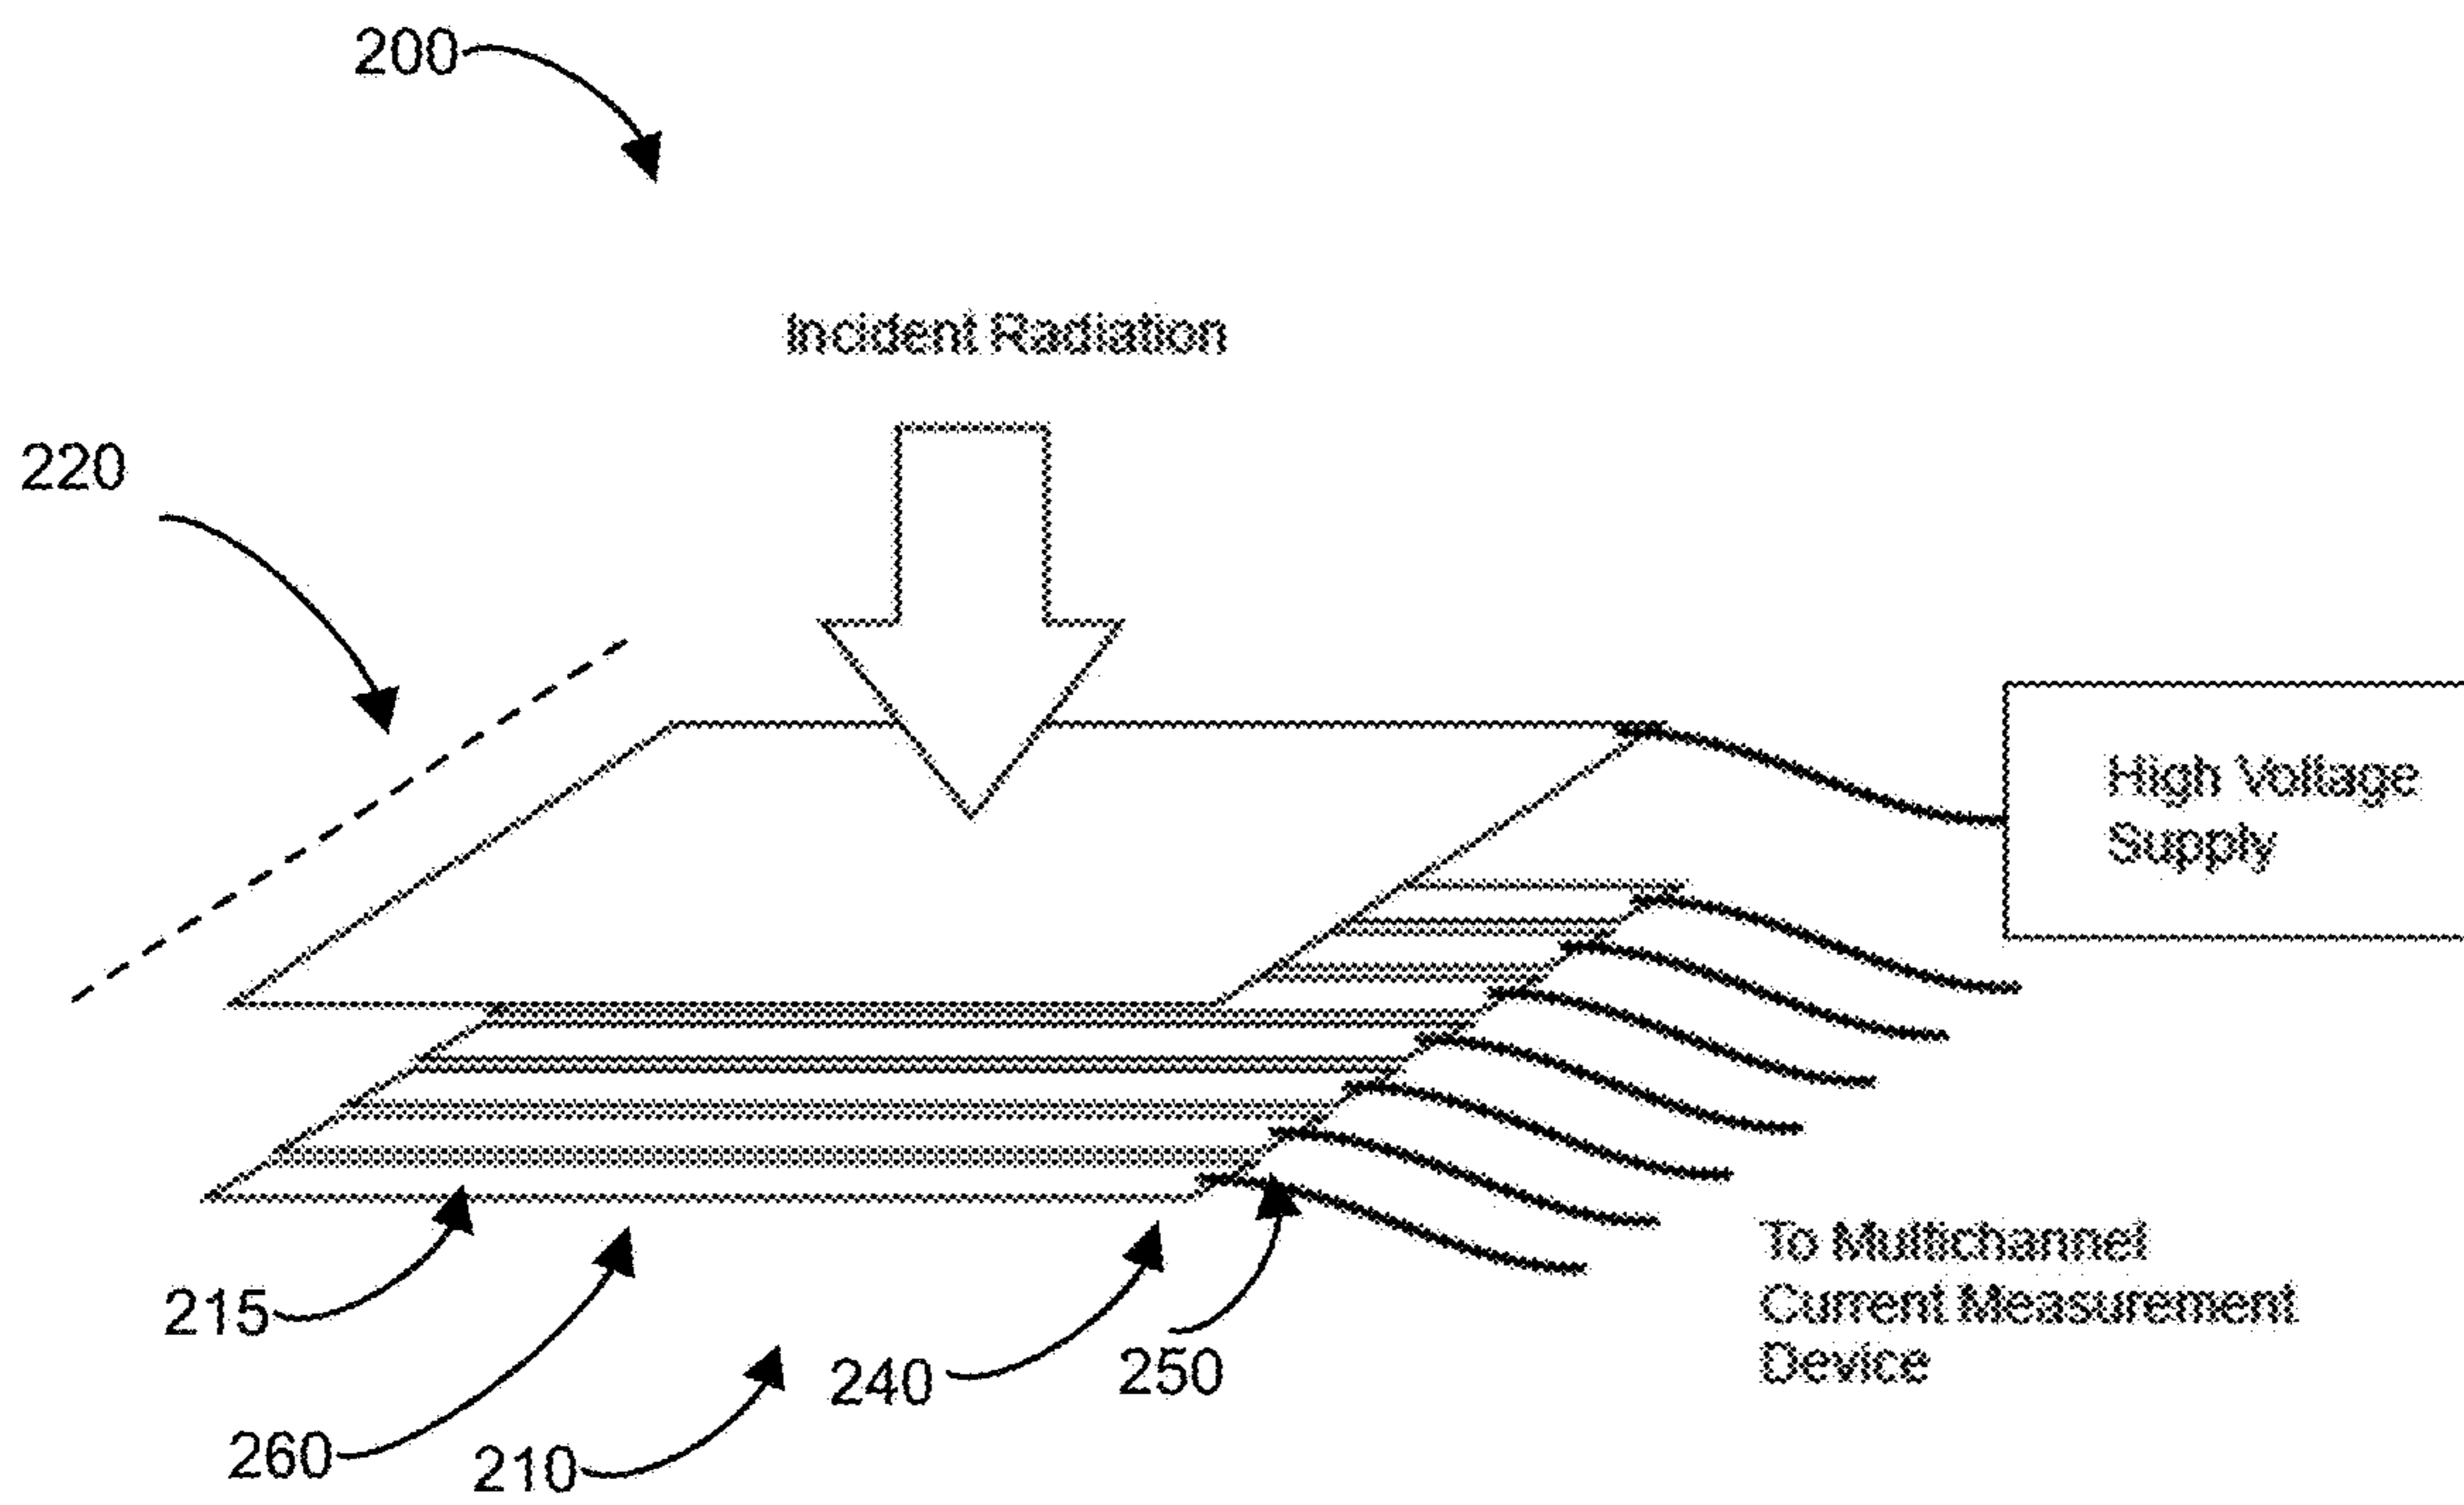 200
Incident Radiation
220
High Voltage
Supply
To Multichannel
Current Measurement
Device
215
240
250
260
210